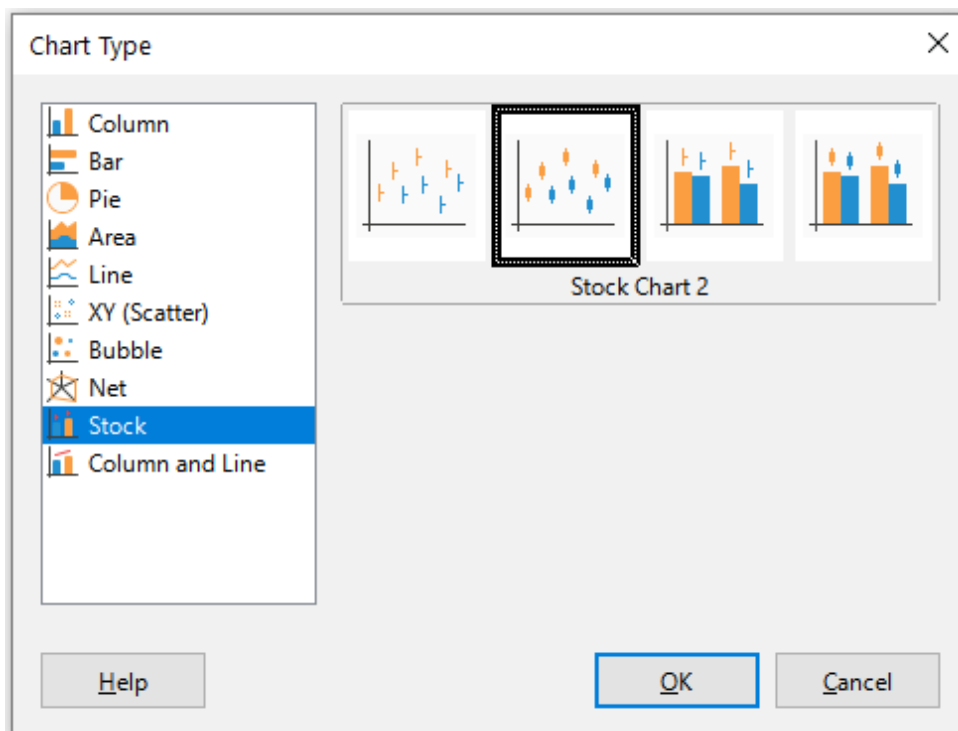 Chart Type
Column
Bar
Pie
Area
Line
XY (Scatter)
Bubble
Net
Stock
Column and Line
Stock Chart 2
Help
OK
Cancel